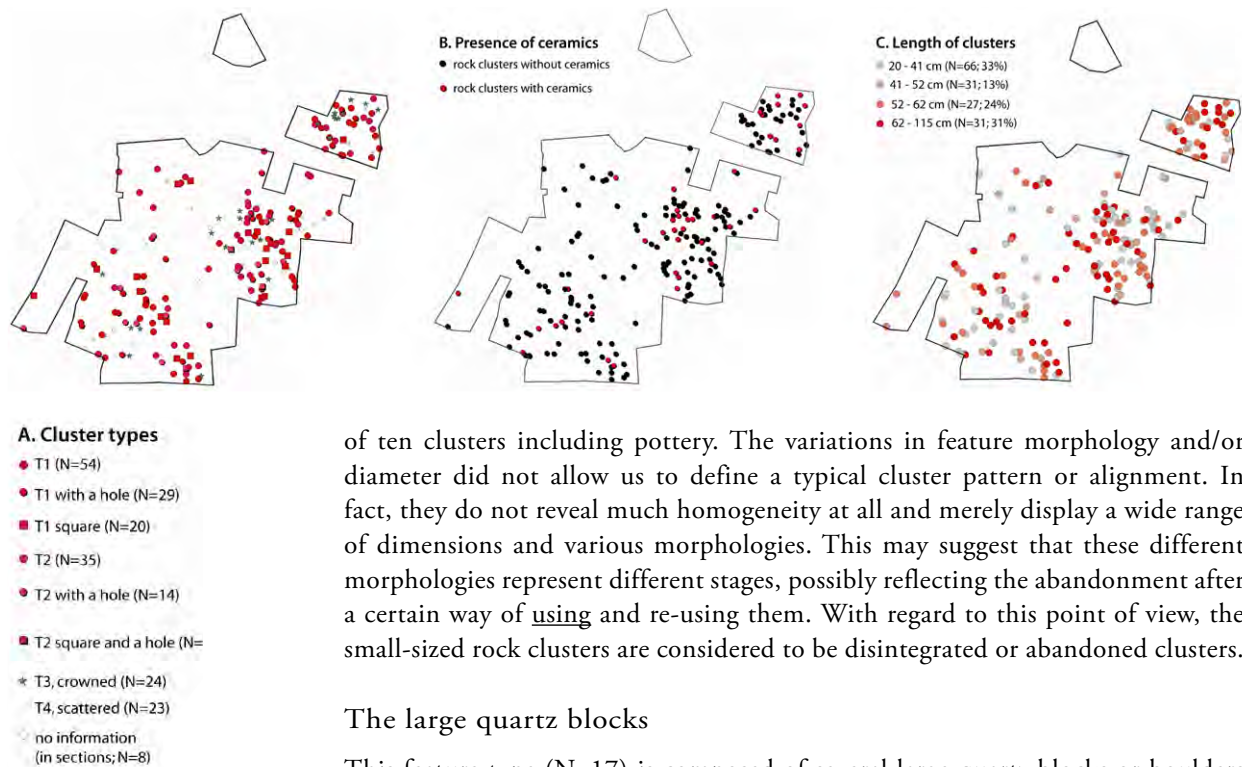 B. Presence of ceramics
rock clusters without ceramics
rock clusters with ceramics
C. Length of clusters
20 - 41 cm (N=66; 33%)
41 - 52 cm (N=31; 13%)
52 - 62 cm (N=27; 24%)
62 - 115 cm (N=31; 31%)
A. Cluster types
T1 (N=54)
T1 with a hole (N=29)
T1 square (N=20)
T2 (N=35)
T2 with a hole (N=14)
T2 square and a hole (N=
T3, crowned (N=24)
T4, scattered (N=23)
no information
(in sections; N=8)
of ten clusters including pottery. The variations in feature morphology and/or
diameter did not allow us to define a typical cluster pattern or alignment. In
fact, they do not reveal much homogeneity at all and merely display a wide range
of dimensions and various morphologies. This may suggest that these different
morphologies represent different stages, possibly reflecting the abandonment after
a certain way of using and re-using them. With regard to this point of view, the
small-sized rock clusters are considered to be disintegrated or abandoned clusters.
The large quartz blocks